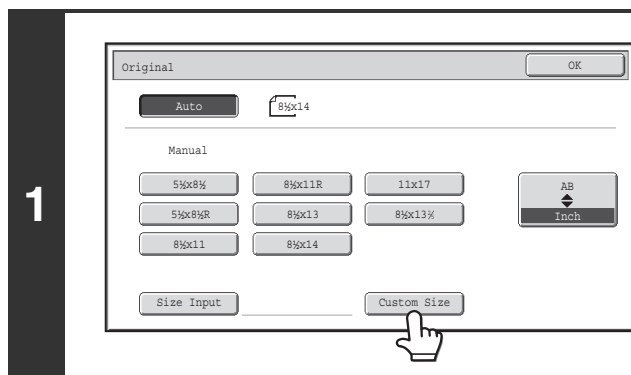 1
Original
OK
Auto
8½x14
Manual
5½x8½
8½x11R
11x17
AB
Inch
5½x8½R
8½x13
8½x13⅖
8½x11
8½x14
Size Input
Custom Size